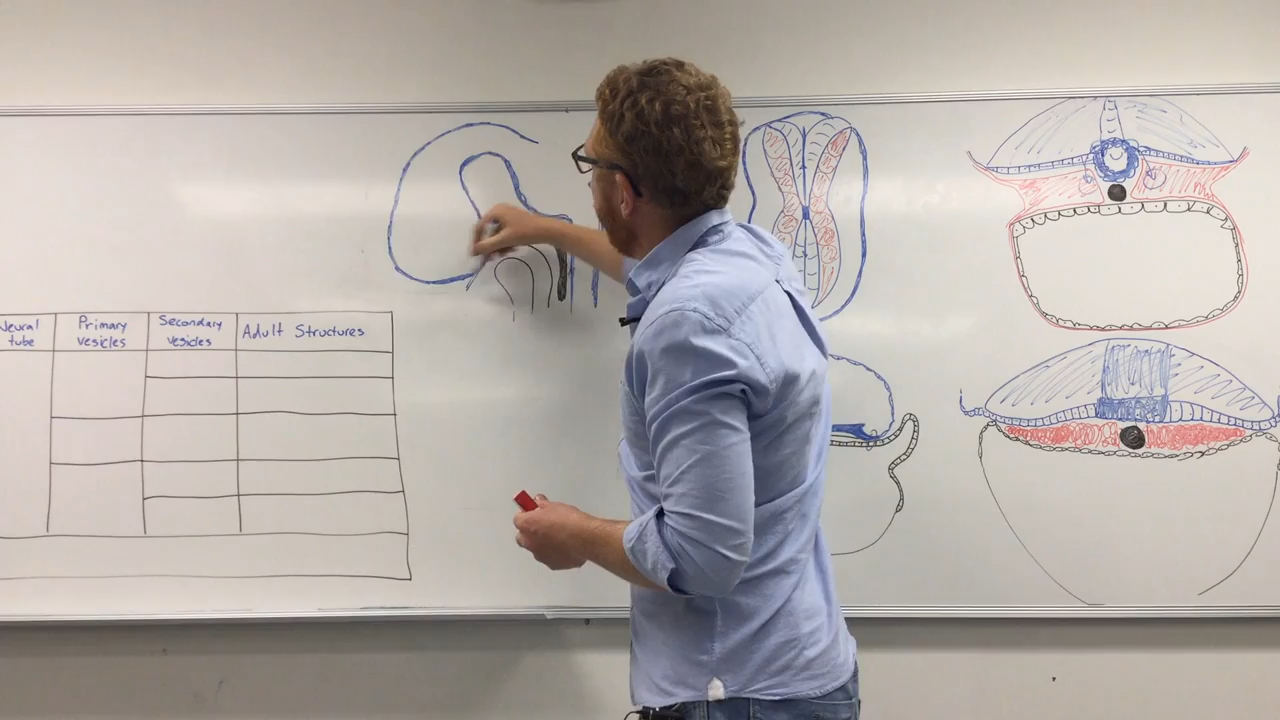 Neural
tube
Primary
vesicles
Secondary
vesicles
Adult Structures